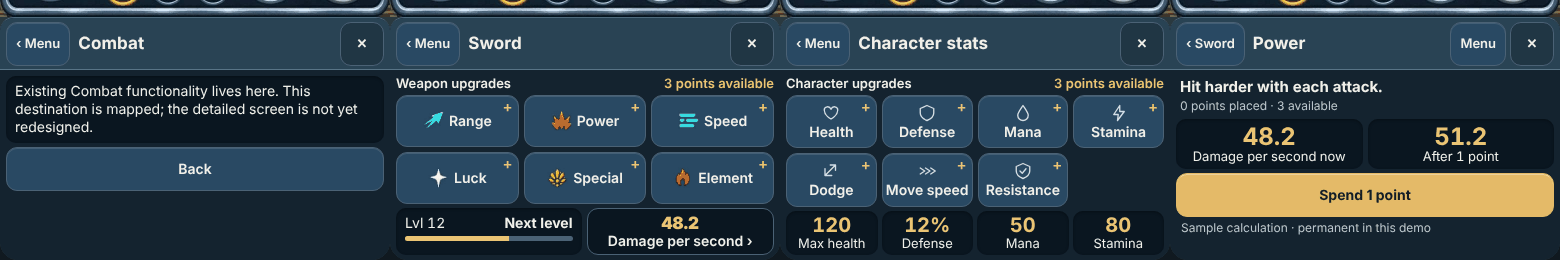 ‹ Menu Combat ×
Existing Combat functionality lives here. This
destination is mapped; the detailed screen is not yet
redesigned.
Back
‹ Menu Sword ×
Weapon upgrades 3 points available
Range + Power + Speed +
Luck + Special + Element +
Lvl 12 Next level
48.2
Damage per second ›
‹ Menu Character stats ×
Character upgrades 3 points available
+ + + +
Health Defense Mana Stamina
+ + +
Dodge Move speed Resistance
120 12% 50 80
Max health Defense Mana Stamina
‹ Sword Power Menu ×
Hit harder with each attack.
0 points placed · 3 available
48.2 51.2
Damage per second now After 1 point
Spend 1 point
Sample calculation · permanent in this demo